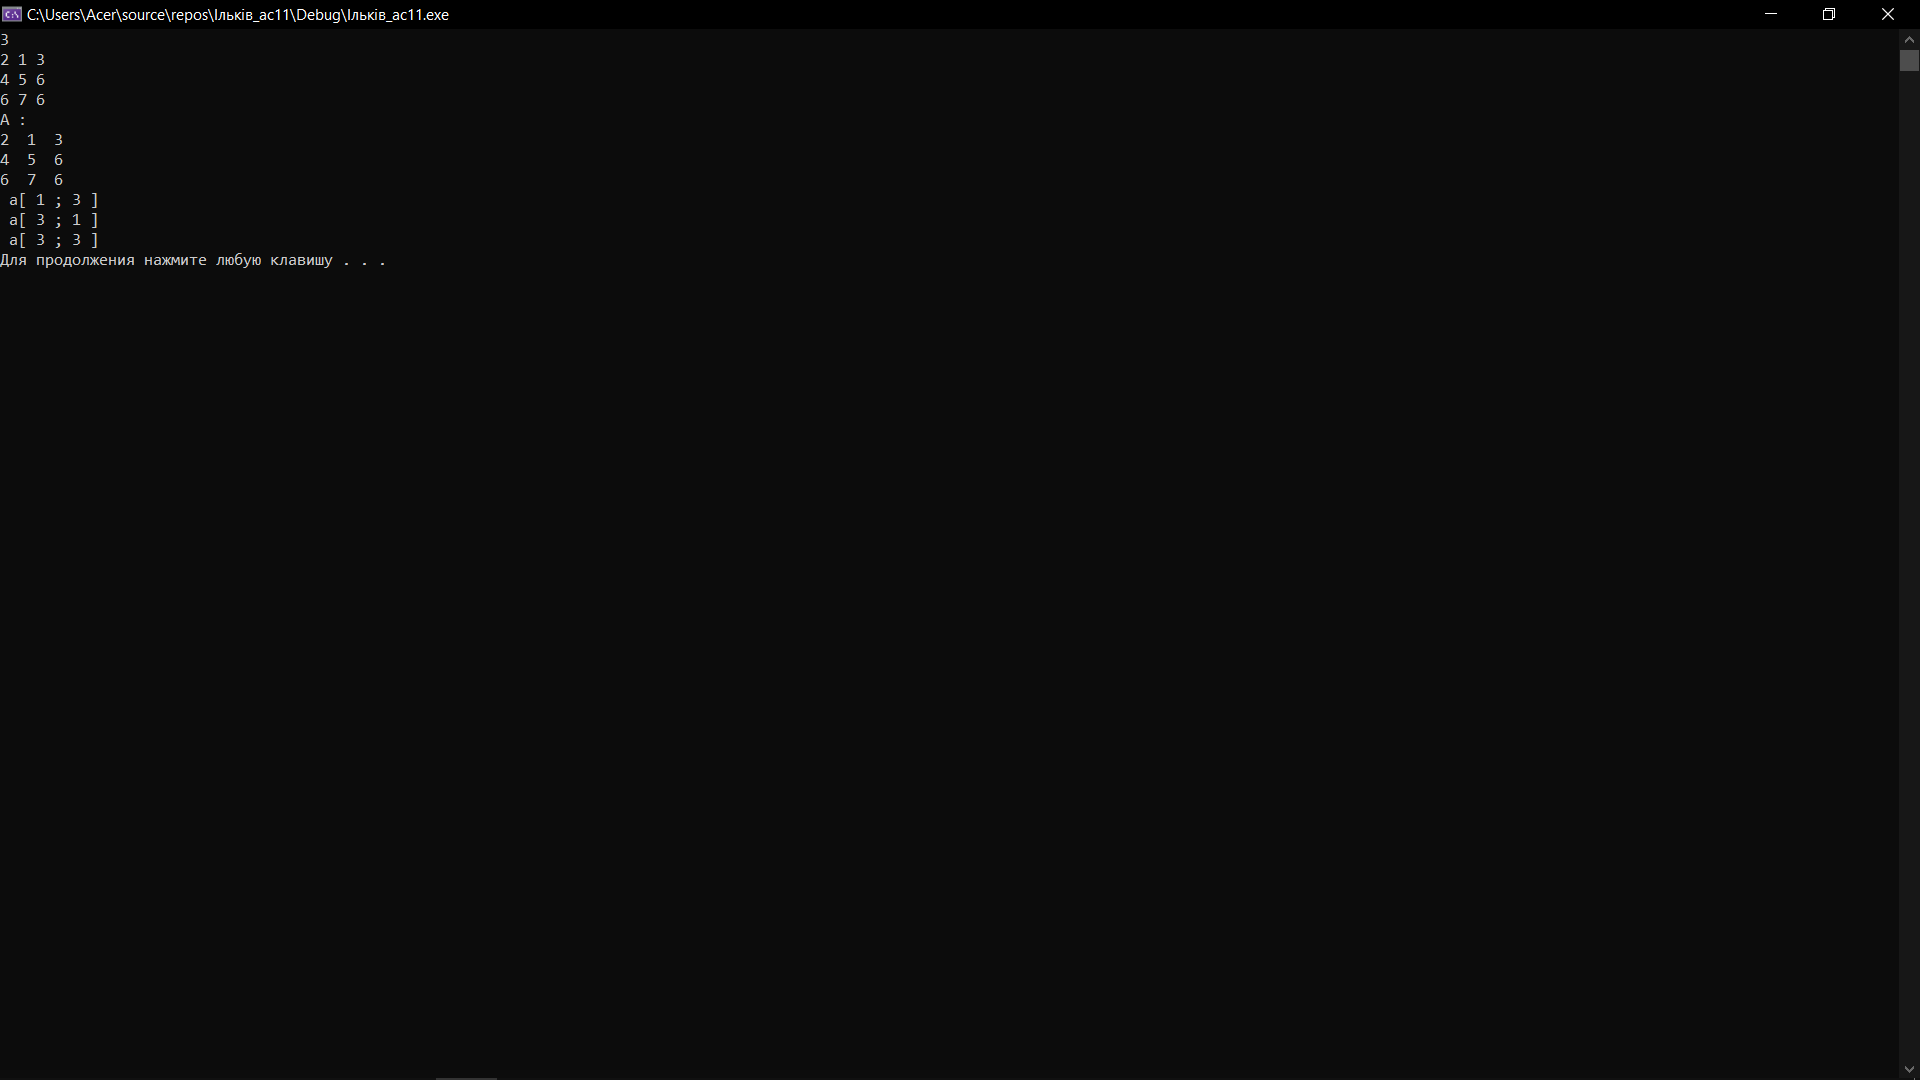 C:\Users\Acer\source\repos\Ільків_ас11\Debug\Ільків_ас11.exe
3
2 1 3
4 5 6
6 7 6
A :
2  1  3
4  5  6
6  7  6
 a[ 1 ; 3 ]
 a[ 3 ; 1 ]
 a[ 3 ; 3 ]
Для продолжения нажмите любую клавишу . . .